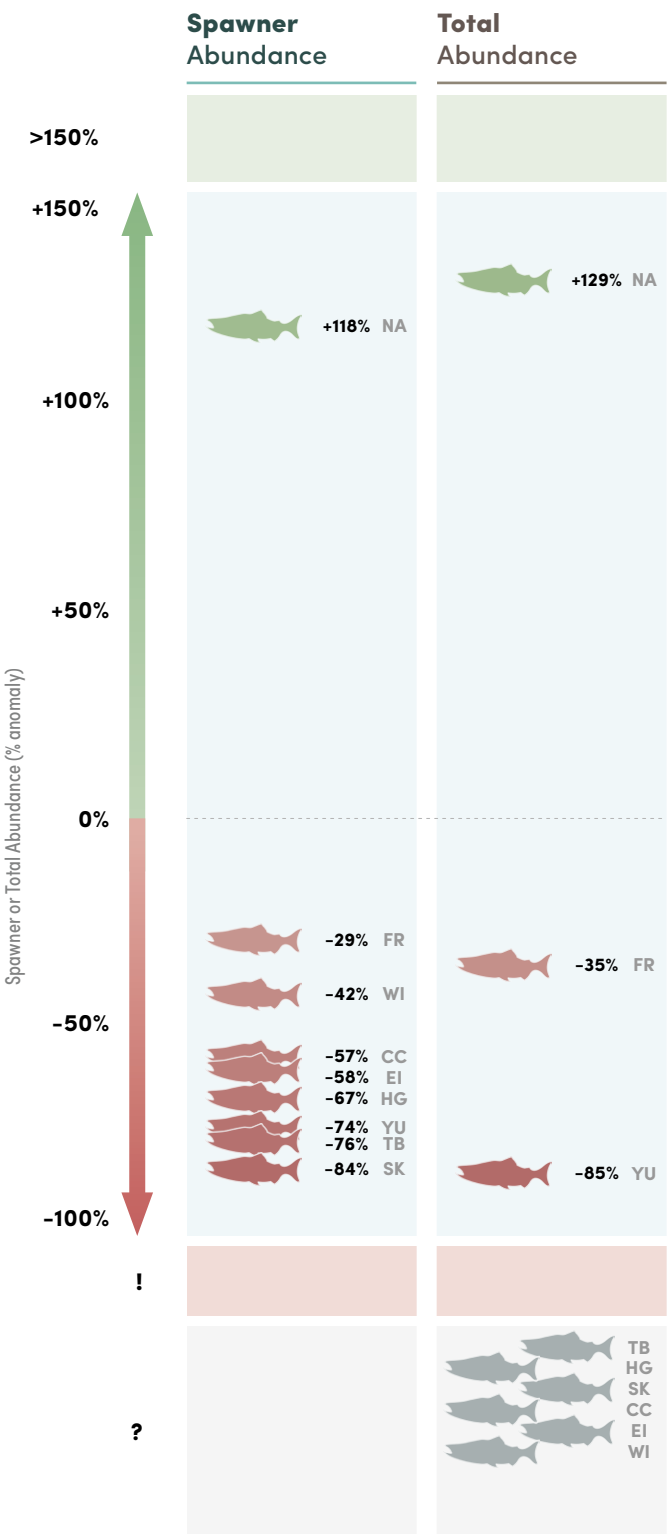 Spawner
Abundance
Total
Abundance
>150%
+150%
+129% NA
+118% NA
+100%
+50%
Spawner or Total Abundance (% anomaly)
0%
-29% FR
-35% FR
-42% WI
-50%
-57% CC
-58% EI
-67% HG
-74% YU
-76% TB
-84% SK
-85% YU
-100%
!
TB
HG
SK
CC
EI
WI
?